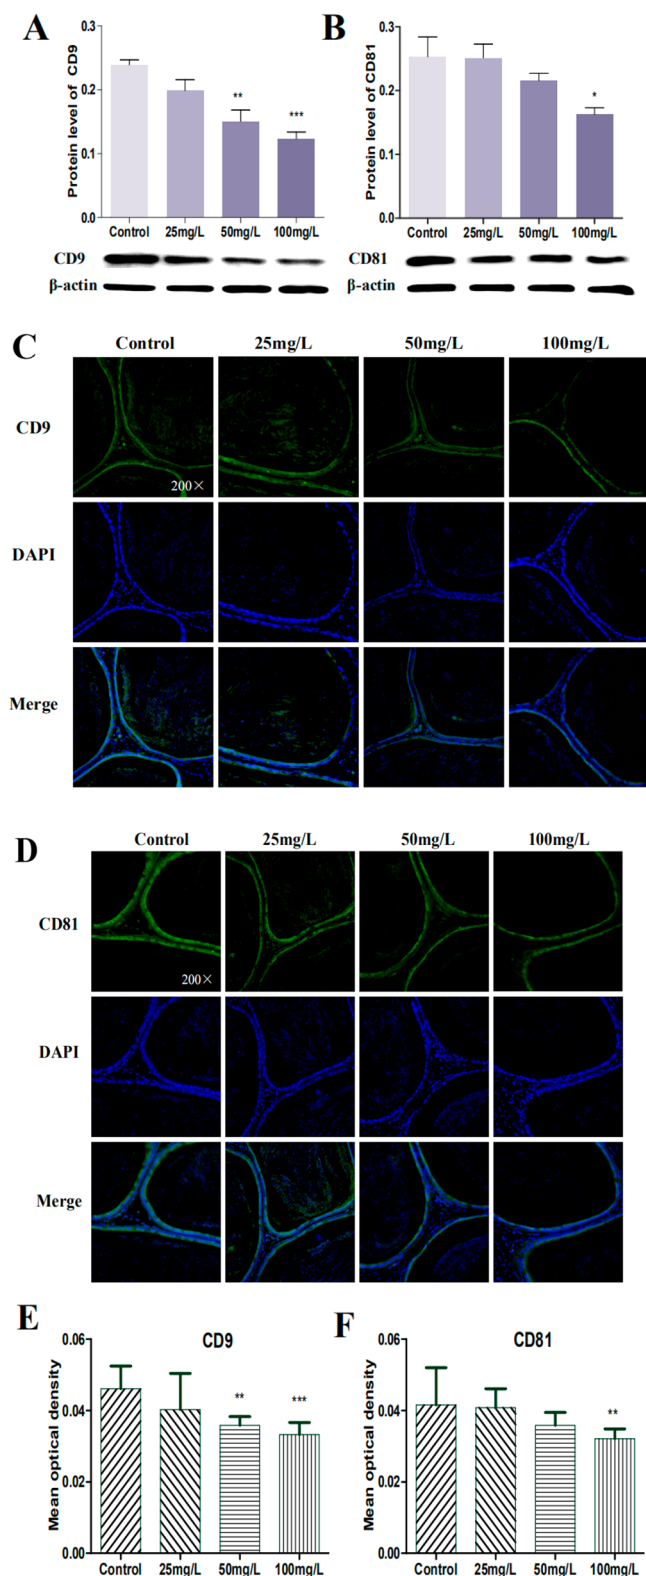 A
B
Protein level of CD9
0.3
0.2
0.1
0.0
**
***
Control 25mg/L 50mg/L 100mg/L
Protein level of CD81
0.3
0.2
0.1
0.0
*
Control 25mg/L 50mg/L 100mg/L
CD9
β-actin
CD81
β-actin
C
Control 25mg/L 50mg/L 100mg/L
CD9
200×
DAPI
Merge
D
Control 25mg/L 50mg/L 100mg/L
CD81
200×
DAPI
Merge
E
CD9
Mean optical density
0.06
0.04
0.02
0.00
**
***
Control 25mg/L 50mg/L 100mg/L
F
CD81
Mean optical density
0.06
0.04
0.02
0.00
**
Control 25mg/L 50mg/L 100mg/L